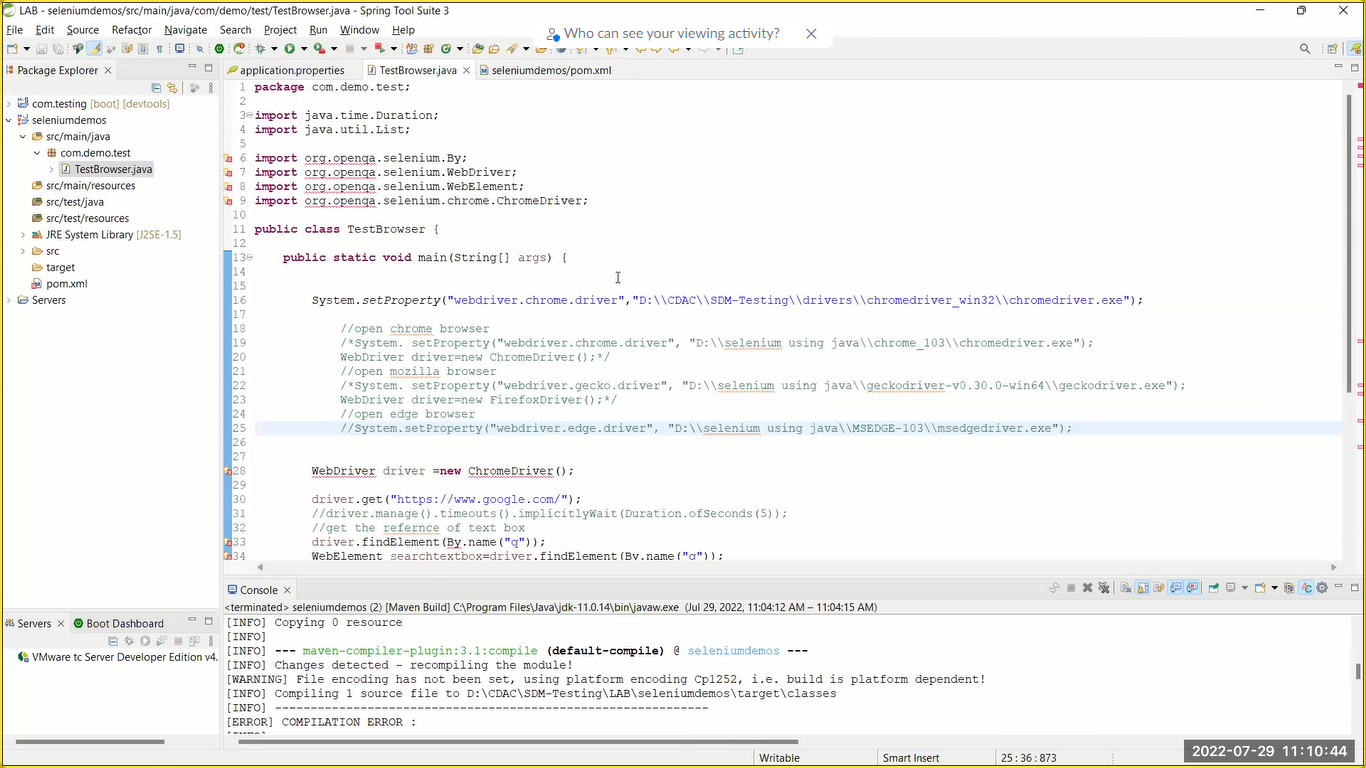 LAB - seleniumdemos/src/main/java/com/demo/test/TestBrowser.java - Spring Tool Suite 3
File Edit Source Refactor Navigate Search Project Run Window Help
Who can see your viewing activity?
Package Explorer
application.properties TestBrowser.java seleniumdemos/pom.xml
com.testing [boot] [devtools]
seleniumdemos
src/main/java
com.demo.test
TestBrowser.java
src/main/resources
src/test/java
src/test/resources
JRE System Library [J2SE-1.5]
src
target
pom.xml
Servers
1 package com.demo.test;
2
3 import java.time.Duration;
4 import java.util.List;
5
6 import org.openqa.selenium.By;
7 import org.openqa.selenium.WebDriver;
8 import org.openqa.selenium.WebElement;
9 import org.openqa.selenium.chrome.ChromeDriver;
10
11 public class TestBrowser {
12
13 public static void main(String[] args) {
14
15
16 System.setProperty("webdriver.chrome.driver","D:\\CDAC\\SDM-Testing\\drivers\\chromedriver_win32\\chromedriver.exe");
17
18 //open chrome browser
19 /*System. setProperty("webdriver.chrome.driver", "D:\\selenium using java\\chrome_103\\chromedriver.exe");
20 WebDriver driver=new ChromeDriver();*/
21 //open mozilla browser
22 /*System. setProperty("webdriver.gecko.driver", "D:\\selenium using java\\geckodriver-v0.30.0-win64\\geckodriver.exe");
23 WebDriver driver=new FirefoxDriver();*/
24 //open edge browser
25 //System.setProperty("webdriver.edge.driver", "D:\\selenium using java\\MSEDGE-103\\msedgedriver.exe");
26
28 WebDriver driver =new ChromeDriver();
29
30 driver.get("https://www.google.com/");
31 //driver.manage().timeouts().implicitlyWait(Duration.ofSeconds(5));
32 //get the refernce of text box
33 driver.findElement(By.name("q"));
34 WebElement searchtextbox=driver.findElement(By.name("q"));
Servers Boot Dashboard
VMware tc Server Developer Edition v4.
Console
<terminated> seleniumdemos (2) [Maven Build] C:\Program Files\Java\jdk-11.0.14\bin\javaw.exe (Jul 29, 2022, 11:04:12 AM – 11:04:15 AM)
[INFO] Copying 0 resource
[INFO]
[INFO] --- maven-compiler-plugin:3.1:compile (default-compile) @ seleniumdemos ---
[INFO] Changes detected - recompiling the module!
[WARNING] File encoding has not been set, using platform encoding Cp1252, i.e. build is platform dependent!
[INFO] Compiling 1 source file to D:\CDAC\SDM-Testing\LAB\seleniumdemos\target\classes
[INFO] -------------------------------------------------------------
[ERROR] COMPILATION ERROR :
Writable Smart Insert 25 : 36 : 873
2022-07-29 11:10:44